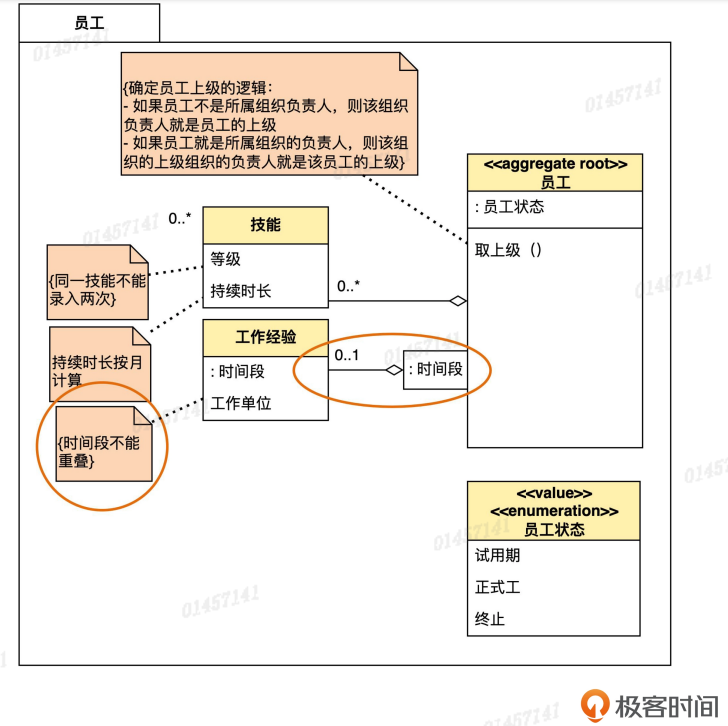 员工
{确定员工上级的逻辑:
- 如果员工不是所属组织负责人，则该组织
负责人就是员工的上级
- 如果员工就是所属组织的负责人，则该组
织的上级组织的负责人就是该员工的上级}
<<aggregate root>>
员工
: 员工状态
取上级（）
0..*
技能
等级
持续时长
0..*
{同一技能不能
录入两次}
持续时长按月
计算
工作经验
: 时间段
工作单位
0..1
: 时间段
{时间段不能
重叠}
<<value>>
<<enumeration>>
员工状态
试用期
正式工
终止
01457141
01457141
01457141
01457141
01457141
01457141
01457141
01457141
极客时间